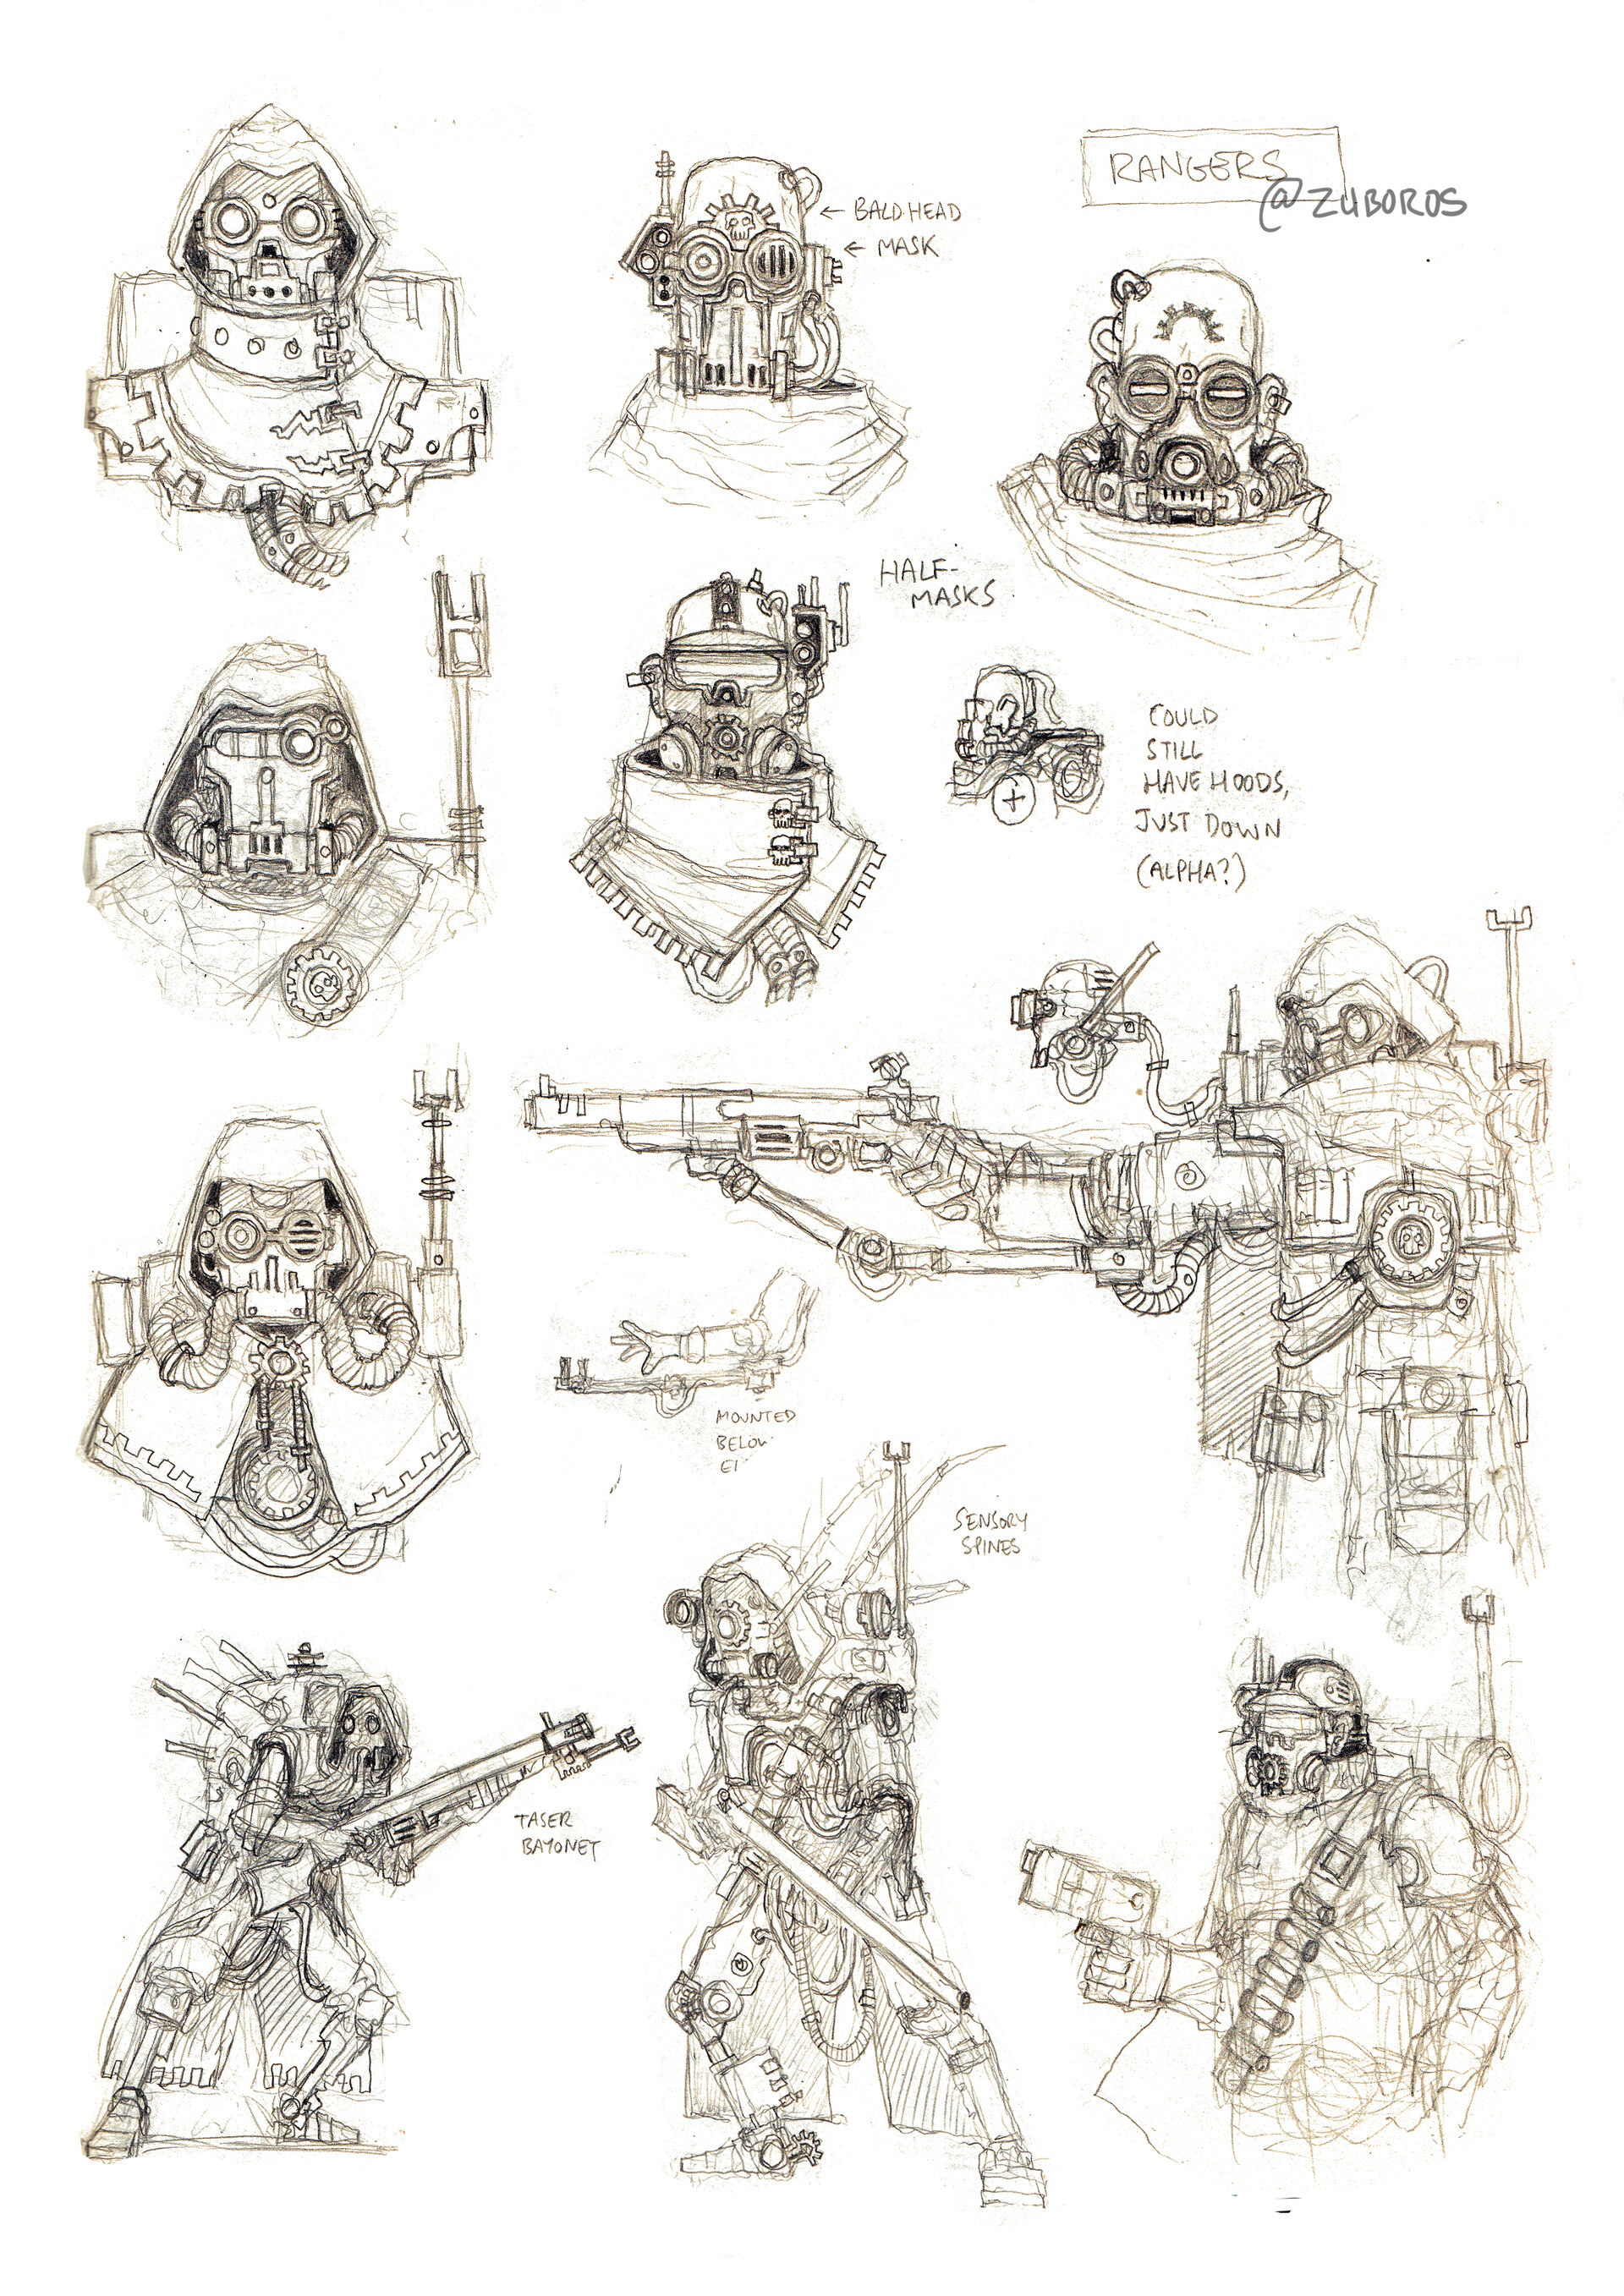 RANGERS
@ZUBOROS
← BALD HEAD
← MASK
HALF-
MASKS
COULD
STILL
HAVE HOODS,
JUST DOWN
(ALPHA?)
MOUNTED
BELOW
SENSORY
SPINES
TASER
BAYONET